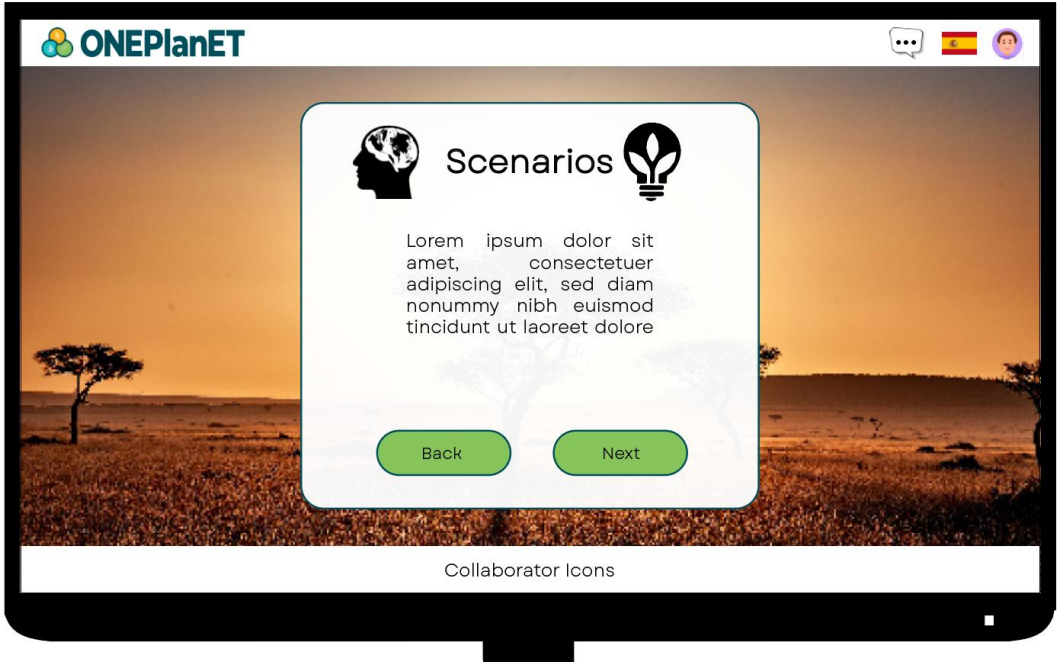 ONEPlanET
Scenarios
Lorem ipsum dolor sit
amet, consectetuer
adipiscing elit, sed diam
nonummy nibh euismod
tincidunt ut laoreet dolore
Back
Next
Collaborator Icons